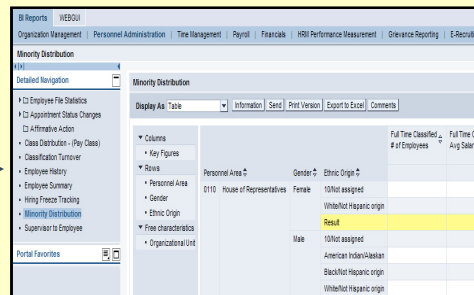 BI Reports WEBGUI
Organization Management | Personnel Administration | Time Management | Payroll | Financials | HRM Performance Measurement | Grievance Reporting |
Minority Distribution
Detailed Navigation
Employee File Statistics
Appointment Status Changes
Affirmative Action
Class Distribution - (Pay Class)
Classification Turnover
Employee History
Employee Summary
Hiring Freeze Tracking
Minority Distribution
Supervisor to Employee
Portal Favorites
Minority Distribution
Display As Table Information Send Print Version Export to Excel Comments
Columns
Key Figures
Rows
Personnel Area
Gender
Ethnic Origin
Free characteristics
Organizational Unit
Full Time Classified
# of Employees
Full Time
Avg Salar
Personnel Area Gender Ethnic Origin
0110 House of Representatives Female 10/Not assigned
White/Not Hispanic origin
Result
Male 10/Not assigned
American Indian/Alaskan
Black/Not Hispanic origin
White/Not Hispanic origin